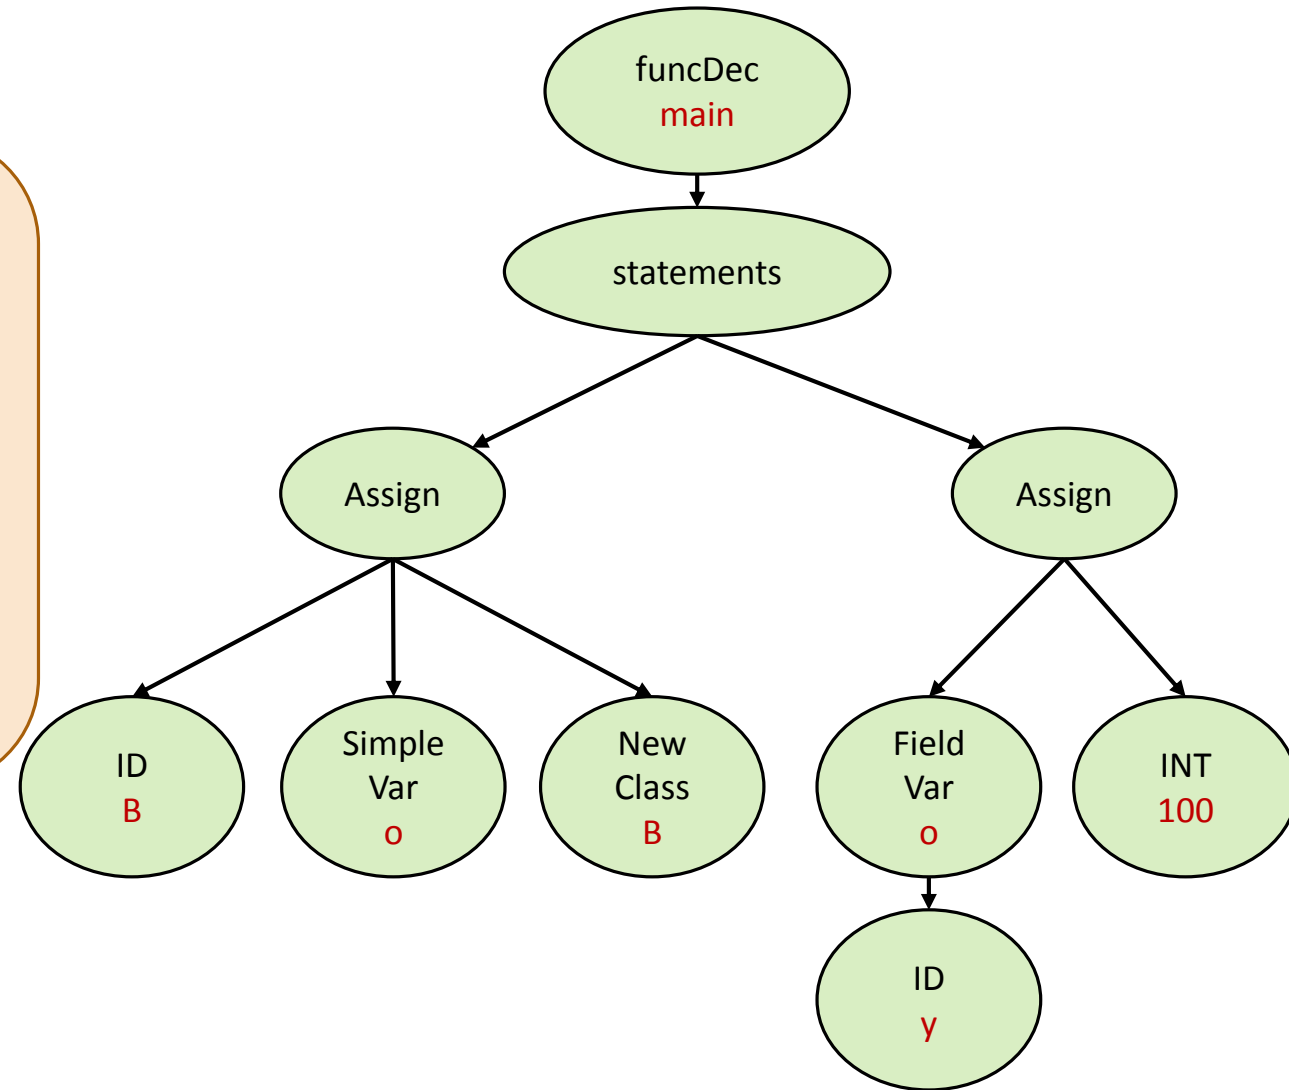 funcDec
main
statements
Assign
Assign
ID
B
Simple
Var
o
New
Class
B
Field
Var
o
INT
100
ID
y